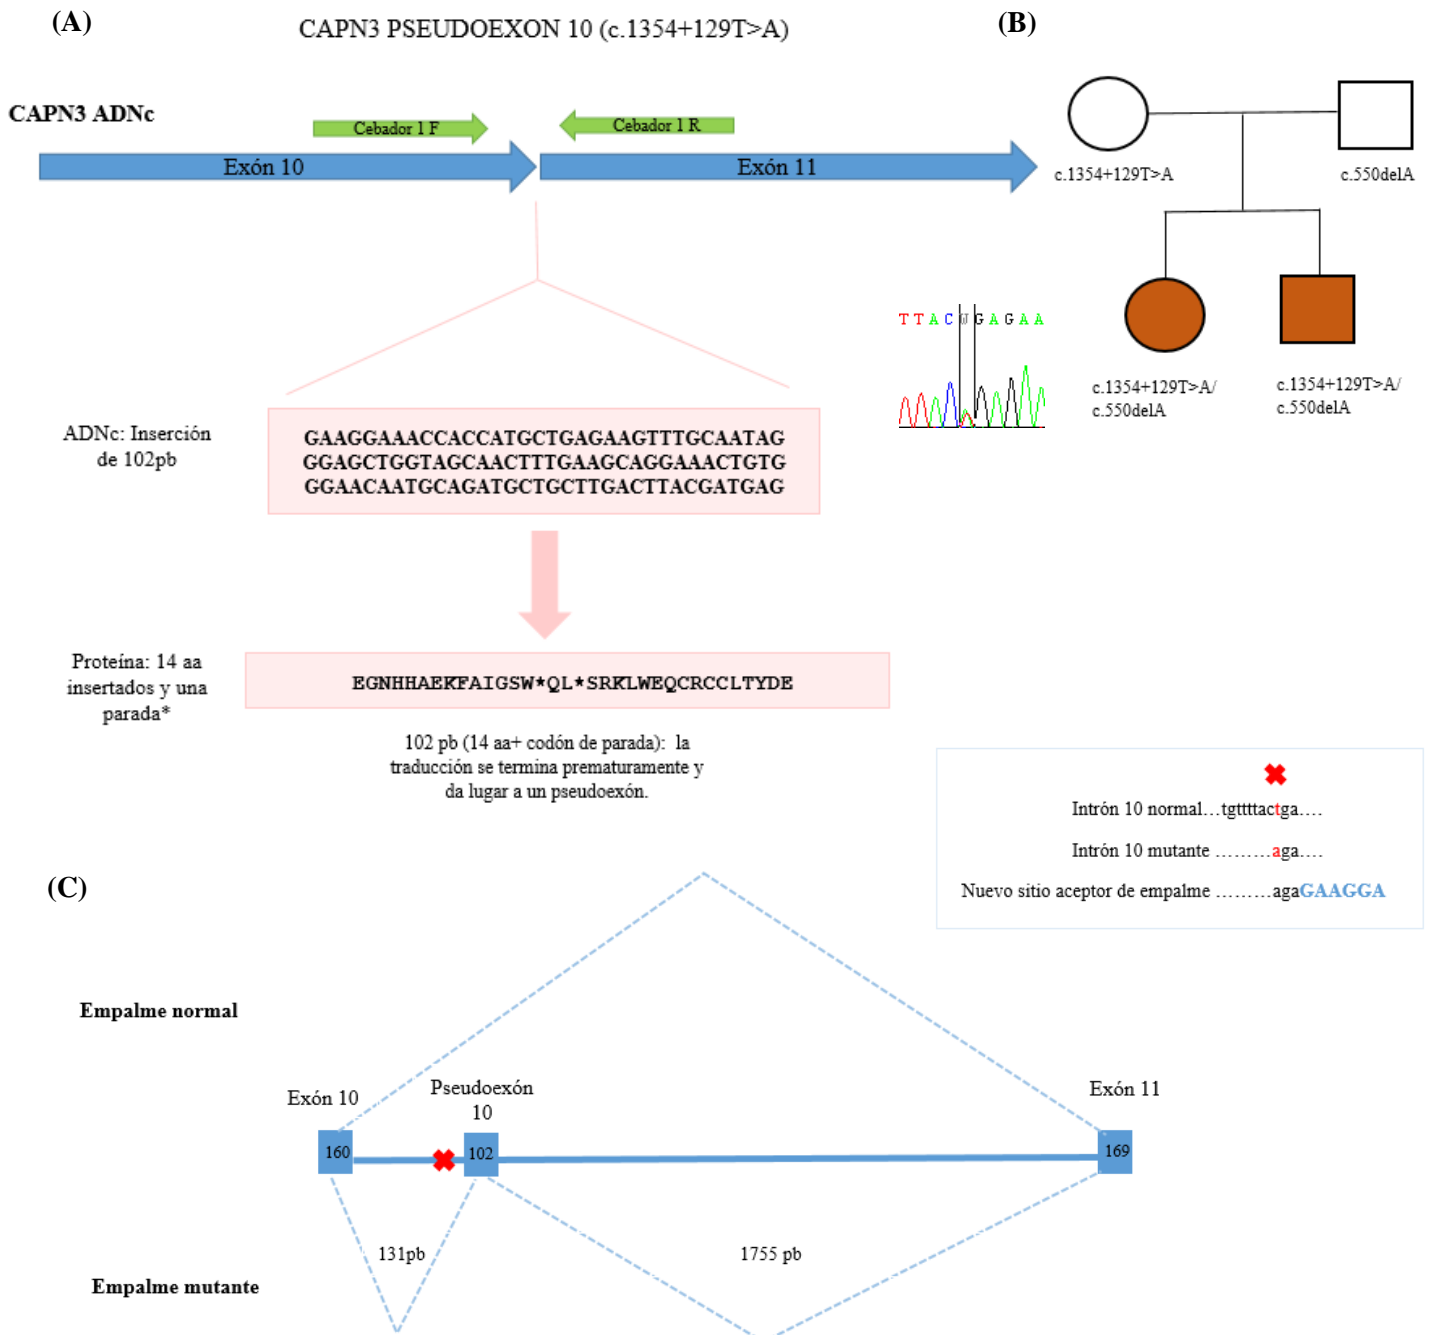 (A)
CAPN3 PSEUDOEXON 10 (c.1354+129T>A)
(B)
CAPN3 ADNc
Cebador 1 F
Cebador 1 R
Exón 10
Exón 11
c.1354+129T>A
c.550delA
T T A C W G A G A A
c.1354+129T>A/
c.550delA
c.1354+129T>A/
c.550delA
ADNc: Inserción
de 102pb
GAAGGAAACCACCATGCTGAGAAGTTTGCAATAG
GGAGCTGGTAGCAACTTTGAAGCAGGAAACTGTG
GGAACAATGCAGATGCTGCTTGACTTACGATGAG
Proteína: 14 aa
insertados y una
parada*
EGNHHAEKFAIGSW*QL*SRKLWEQCRCCLTYDE
102 pb (14 aa+ codón de parada): la
traducción se termina prematuramente y
da lugar a un pseudoexón.
Intrón 10 normal...tgttttactga....
Intrón 10 mutante .........aga....
Nuevo sitio aceptor de empalme .........agaGAAGGA
(C)
Empalme normal
Exón 10
Pseudoexón
10
Exón 11
160
102
169
131pb
1755 pb
Empalme mutante